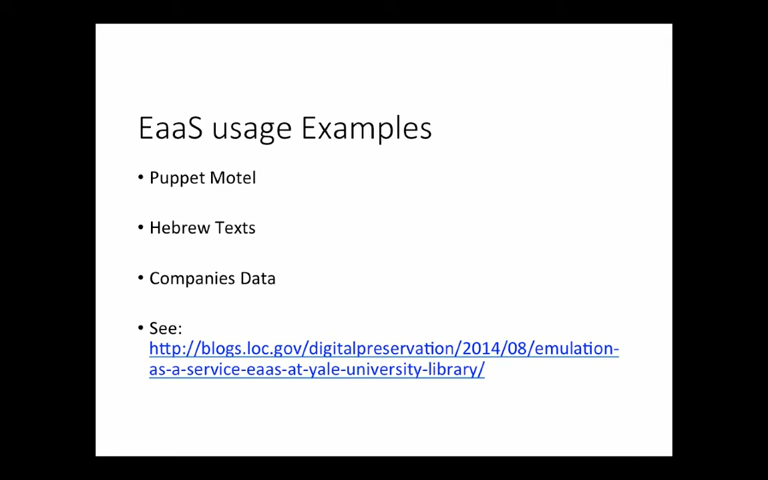 EaaS usage Examples
• Puppet Motel
• Hebrew Texts
• Companies Data
• See:
http://blogs.loc.gov/digitalpreservation/2014/08/emulation-
as-a-service-eaas-at-yale-university-library/